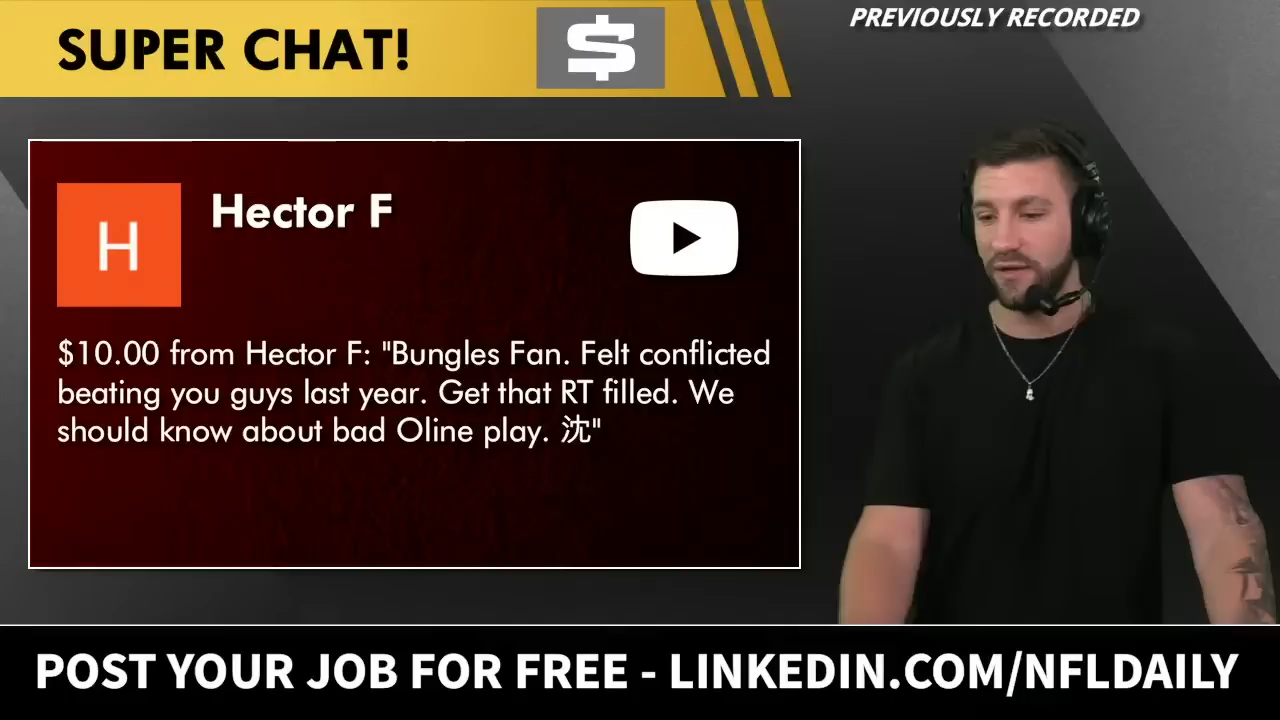 SUPER CHAT!
$
PREVIOUSLY RECORDED
H
Hector F
$10.00 from Hector F: "Bungles Fan. Felt conflicted
beating you guys last year. Get that RT filled. We
should know about bad Oline play. 沈"
POST YOUR JOB FOR FREE - LINKEDIN.COM/NFLDAILY